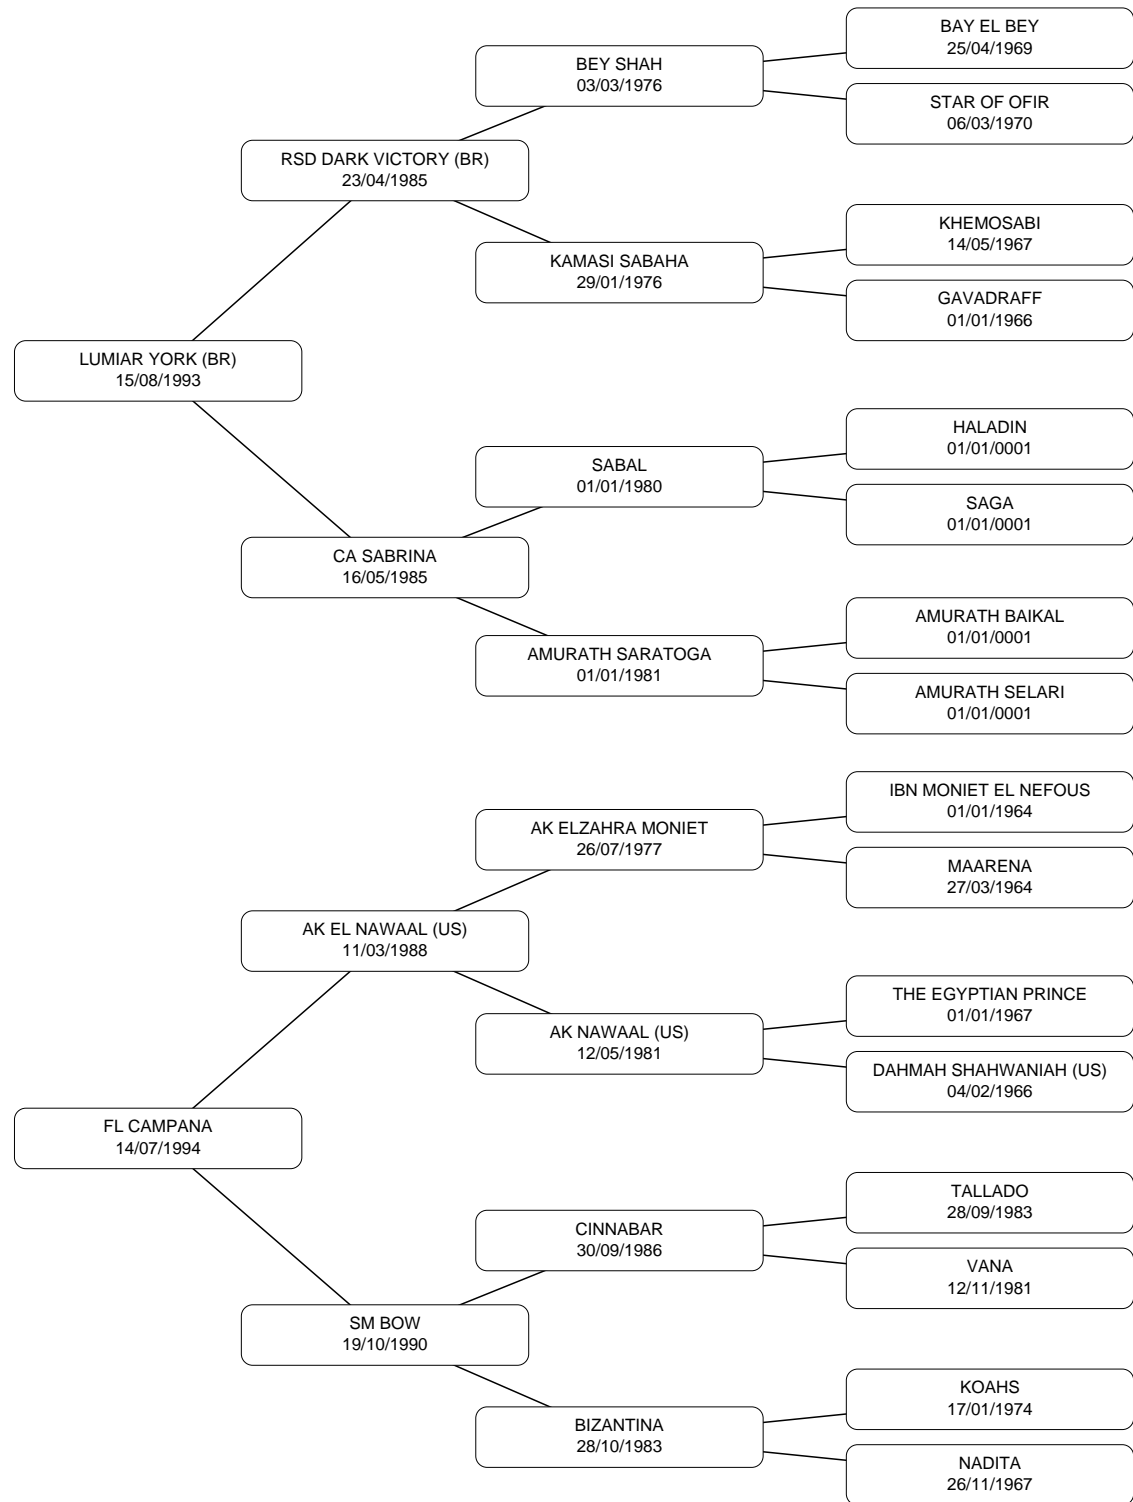 BAY EL BEY
25/04/1969
BEY SHAH
03/03/1976
STAR OF OFIR
06/03/1970
RSD DARK VICTORY (BR)
23/04/1985
KHEMOSABI
14/05/1967
KAMASI SABAHA
29/01/1976
GAVADRAFF
01/01/1966
LUMIAR YORK (BR)
15/08/1993
HALADIN
01/01/0001
SABAL
01/01/1980
SAGA
01/01/0001
CA SABRINA
16/05/1985
AMURATH BAIKAL
01/01/0001
AMURATH SARATOGA
01/01/1981
AMURATH SELARI
01/01/0001
IBN MONIET EL NEFOUS
01/01/1964
AK ELZAHRA MONIET
26/07/1977
MAARENA
27/03/1964
AK EL NAWAAL (US)
11/03/1988
THE EGYPTIAN PRINCE
01/01/1967
AK NAWAAL (US)
12/05/1981
DAHMAH SHAHWANIAH (US)
04/02/1966
FL CAMPANA
14/07/1994
TALLADO
28/09/1983
CINNABAR
30/09/1986
VANA
12/11/1981
SM BOW
19/10/1990
KOAHS
17/01/1974
BIZANTINA
28/10/1983
NADITA
26/11/1967